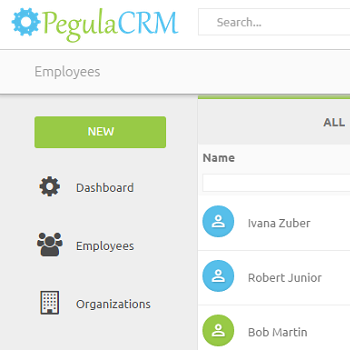 PegulaCRM
Search...
Employees
NEW
Dashboard
Employees
Organizations
ALL
Name
Ivana Zuber
Robert Junior
Bob Martin